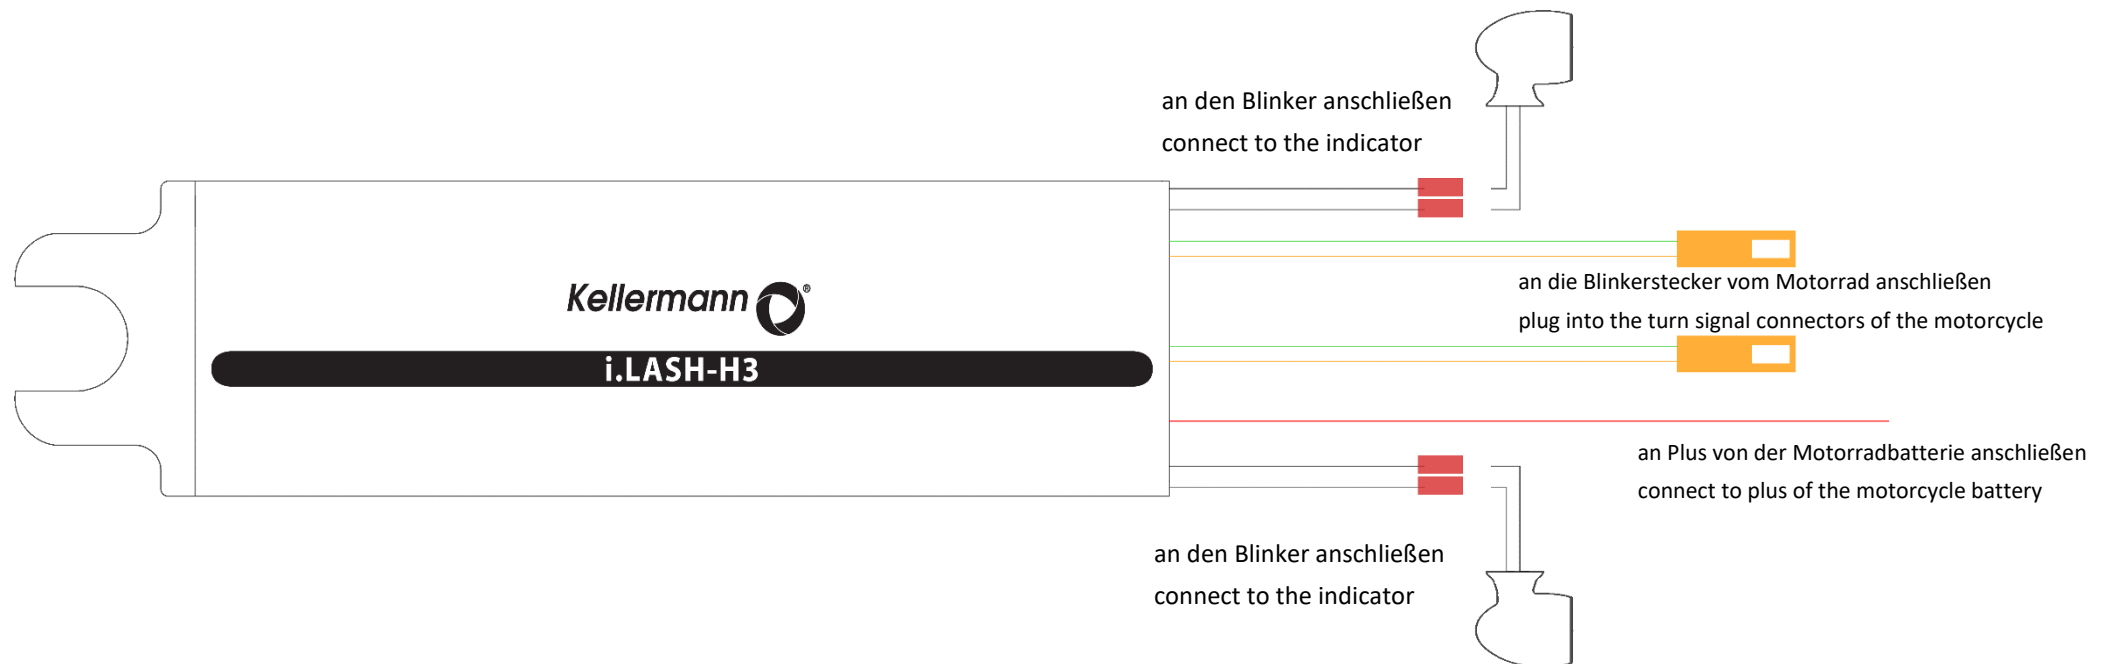 an den Blinker anschließen
connect to the indicator
Kellermann®
i.LASH-H3
an die Blinkerstecker vom Motorrad anschließen
plug into the turn signal connectors of the motorcycle
an Plus von der Motorradbatterie anschließen
connect to plus of the motorcycle battery
an den Blinker anschließen
connect to the indicator